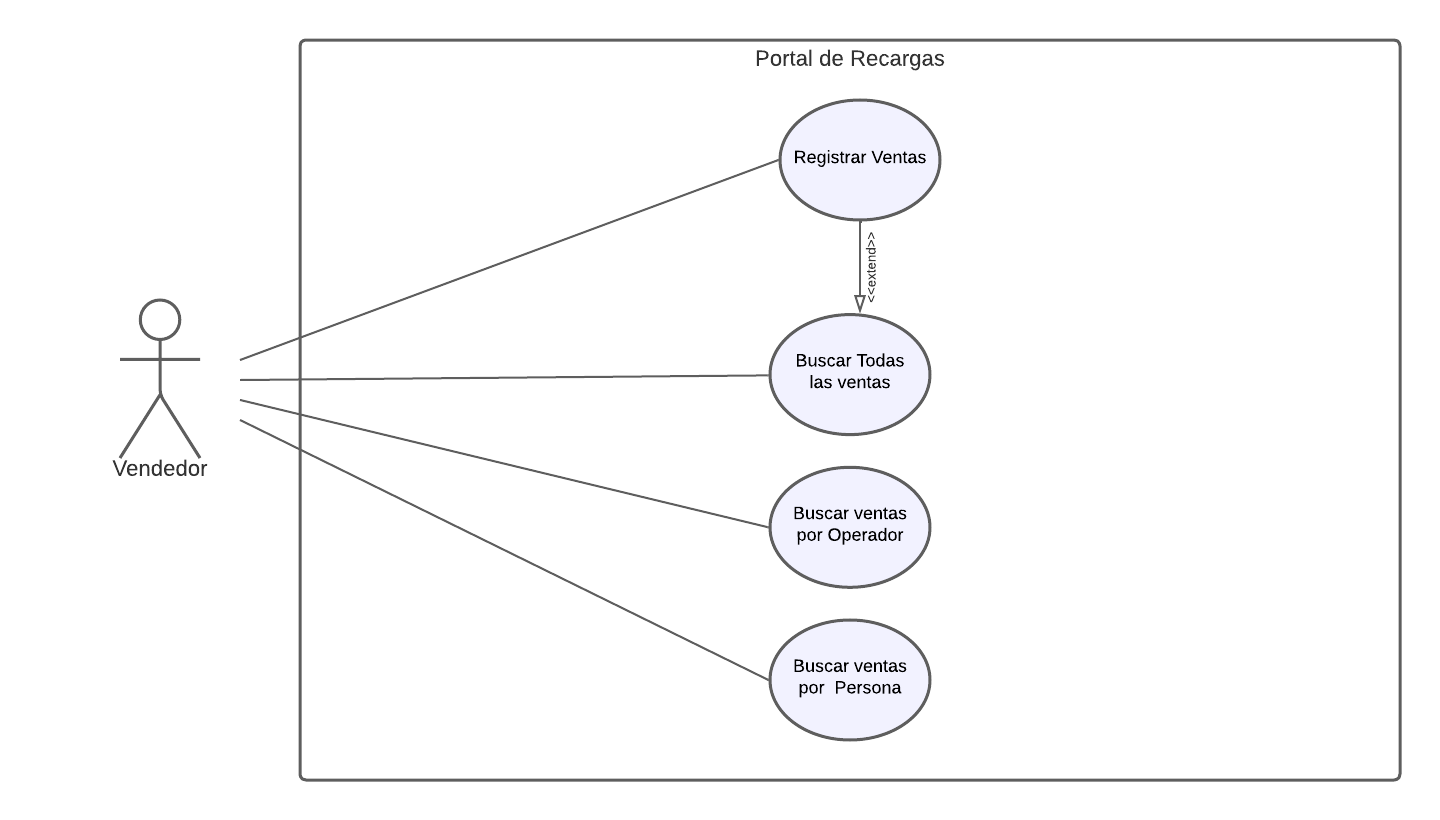 Portal de Recargas
Registrar Ventas
<<extend>>
Buscar Todas
las ventas
Vendedor
Buscar ventas
por Operador
Buscar ventas
por  Persona